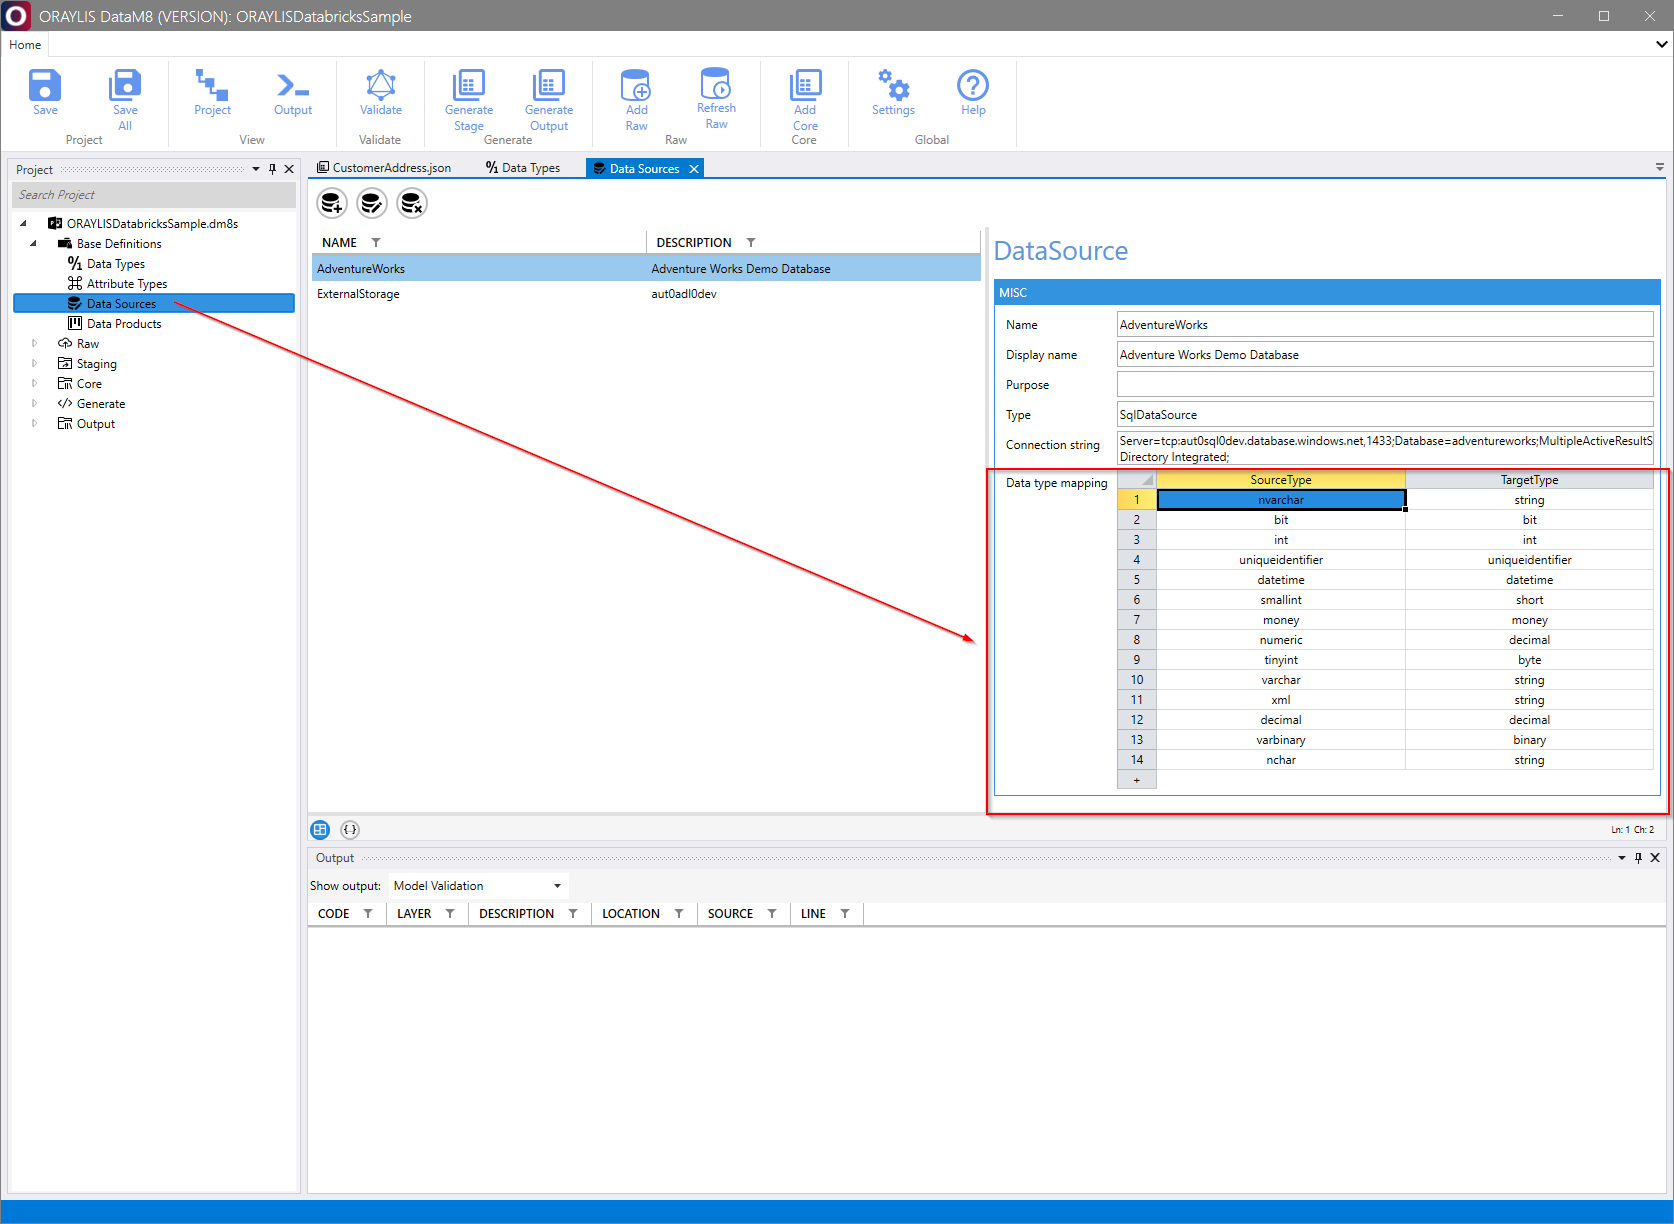 ORAYLIS DataM8 (VERSION): ORAYLISDatabricksSample
Home
Save
Save All
Project
Project
Output
View
Validate
Validate
Generate Stage
Generate Output
Generate
Add Raw
Refresh Raw
Raw
Add Core
Core
Settings
Help
Global
Project
Search Project
ORAYLISDatabricksSample.dm8s
Base Definitions
Data Types
Attribute Types
Data Sources
Data Products
Raw
Staging
Core
Generate
Output
CustomerAddress.json
Data Types
Data Sources
NAME DESCRIPTION
AdventureWorks Adventure Works Demo Database
ExternalStorage aut0adl0dev
DataSource
MISC
Name AdventureWorks
Display name Adventure Works Demo Database
Purpose
Type SqlDataSource
Connection string Server=tcp:aut0sql0dev.database.windows.net,1433;Database=adventureworks;MultipleActiveResultS
Directory Integrated;
Data type mapping
SourceType TargetType
1 nvarchar string
2 bit bit
3 int int
4 uniqueidentifier uniqueidentifier
5 datetime datetime
6 smallint short
7 money money
8 numeric decimal
9 tinyint byte
10 varchar string
11 xml string
12 decimal decimal
13 varbinary binary
14 nchar string
+
Ln: 1 Ch: 2
Output
Show output: Model Validation
CODE LAYER DESCRIPTION LOCATION SOURCE LINE